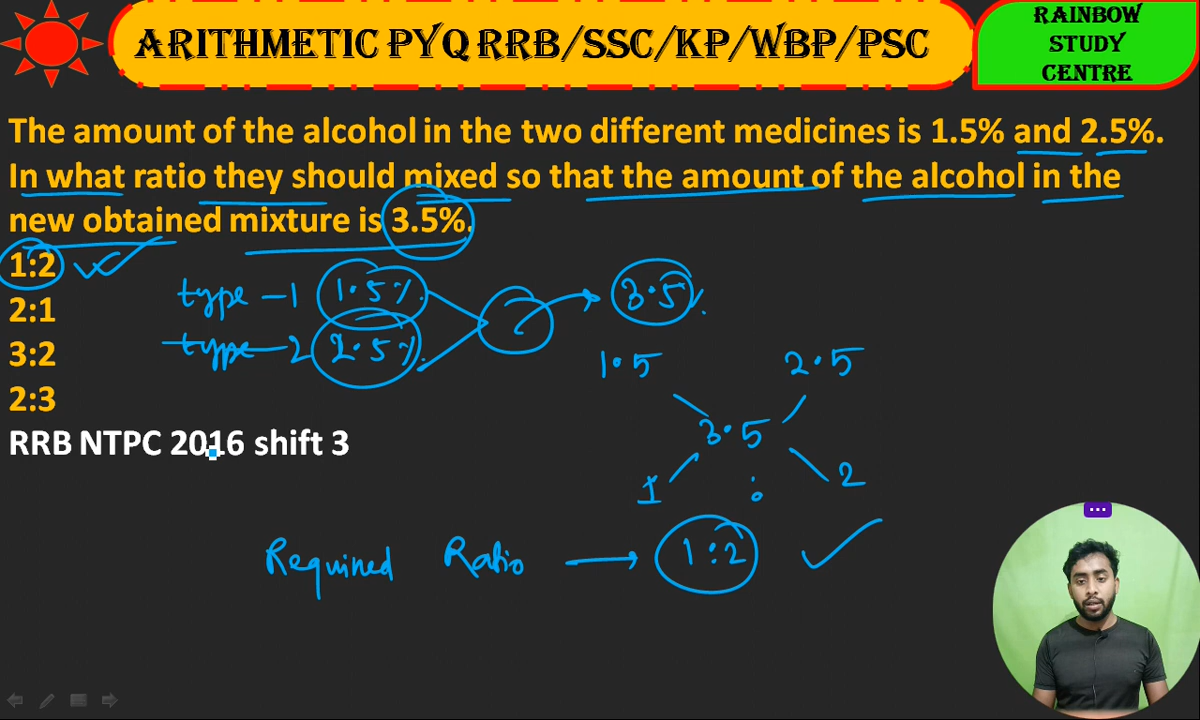 ARITHMETIC PYQ RRB/SSC/KP/WBP/PSC
RAINBOW
STUDY
CENTRE
The amount of the alcohol in the two different medicines is 1.5% and 2.5%.
In what ratio they should mixed so that the amount of the alcohol in the
new obtained mixture is 3.5%.
1:2
2:1
3:2
2:3
RRB NTPC 2016 shift 3
type - 1 1.5%
type - 2 2.5%
3.5%.
1.5 2.5
3.5
1 : 2
Required Ratio → 1:2